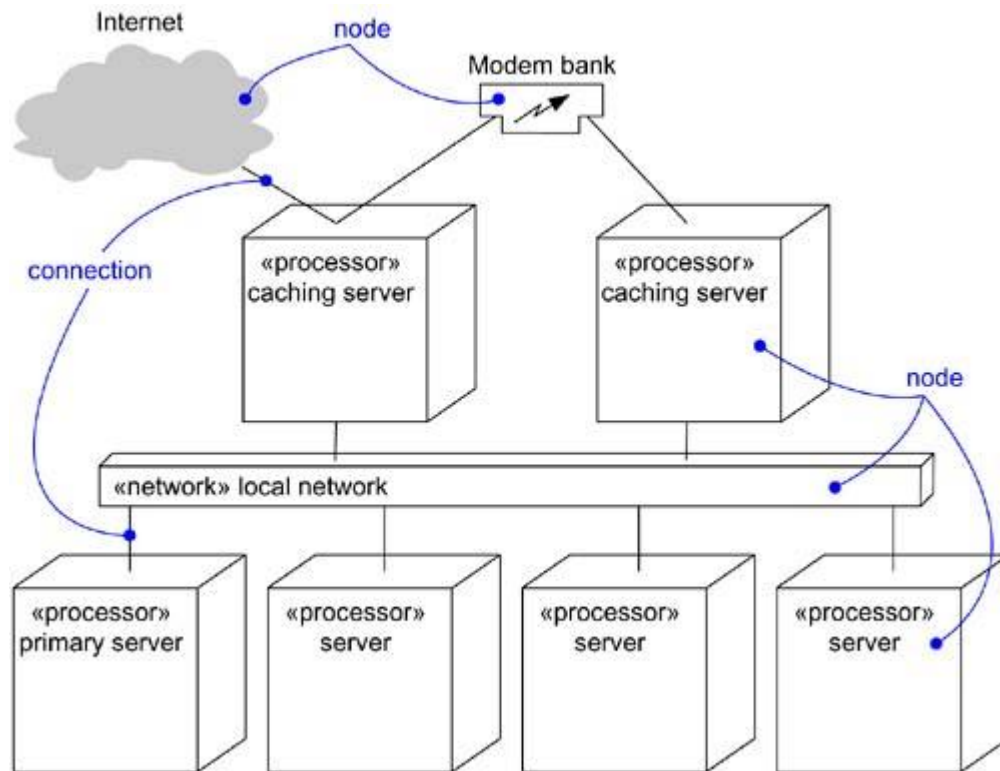 Internet
node
Modem bank
connection
«processor»
caching server
«processor»
caching server
node
«network» local network
«processor»
primary server
«processor»
server
«processor»
server
«processor»
server